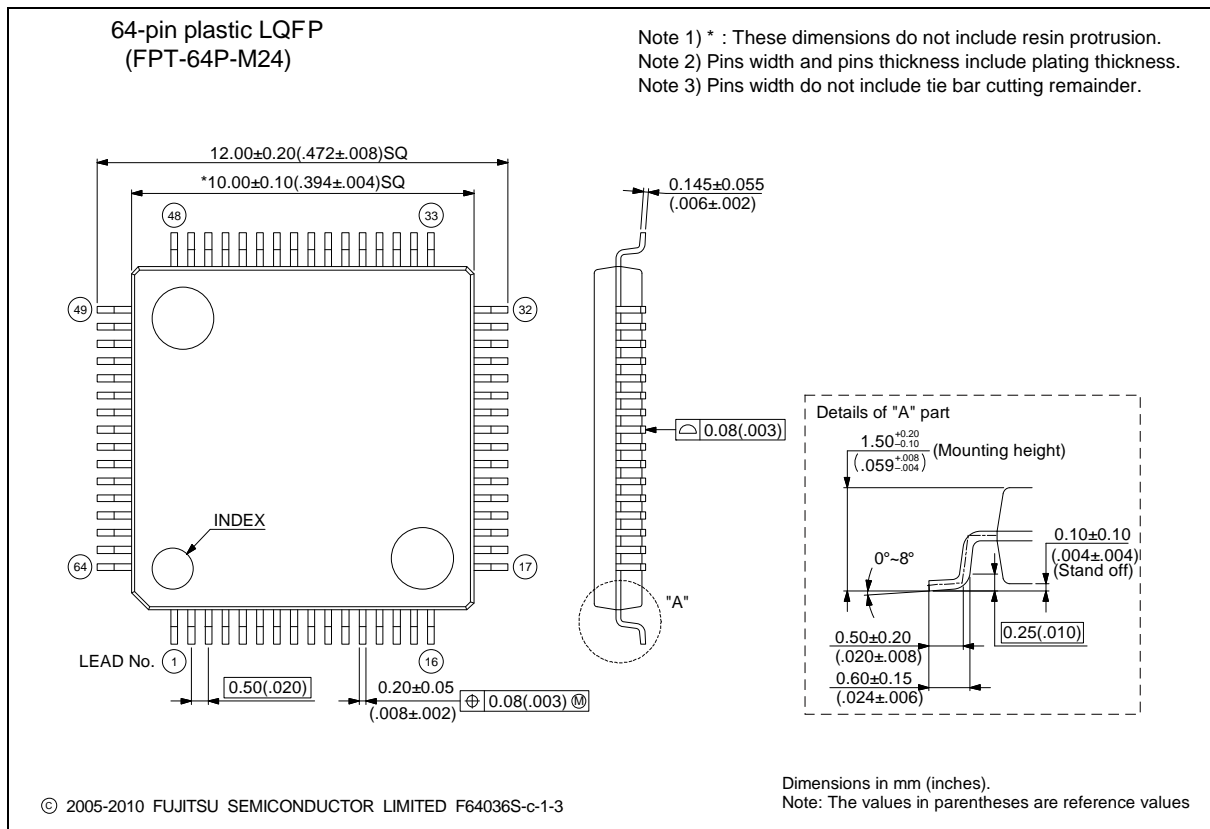 64-pin plastic LQFP
(FPT-64P-M24)
Note 1) * : These dimensions do not include resin protrusion.
Note 2) Pins width and pins thickness include plating thickness.
Note 3) Pins width do not include tie bar cutting remainder.
12.00±0.20(.472±.008)SQ
*10.00±0.10(.394±.004)SQ
48
33
49
32
INDEX
64
17
LEAD No.
1
16
0.50(.020)
0.20±0.05
(.008±.002)
⌖ 0.08(.003) Ⓜ
0.145±0.055
(.006±.002)
⌓ 0.08(.003)
"A"
Details of "A" part
1.50 +0.20 –0.10 (Mounting height)
(.059 +.008 –.004)
0°~8°
0.10±0.10
(.004±.004)
(Stand off)
0.25(.010)
0.50±0.20
(.020±.008)
0.60±0.15
(.024±.006)
© 2005-2010 FUJITSU SEMICONDUCTOR LIMITED F64036S-c-1-3
Dimensions in mm (inches).
Note: The values in parentheses are reference values